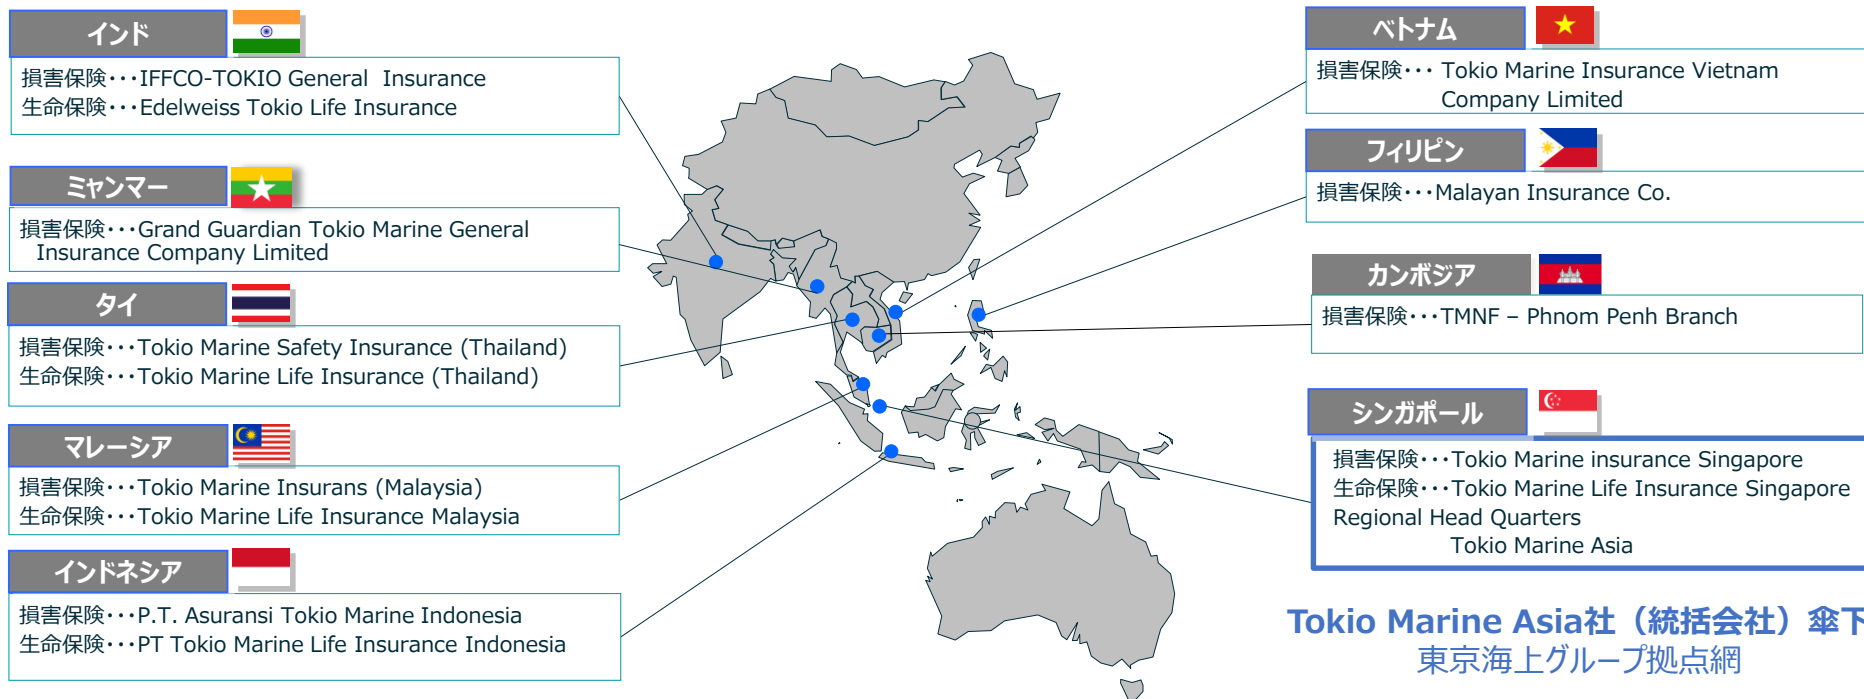 インド
損害保険･･･IFFCO-TOKIO General Insurance
生命保険･･･Edelweiss Tokio Life Insurance
ミャンマー
損害保険･･･Grand Guardian Tokio Marine General
Insurance Company Limited
タイ
損害保険･･･Tokio Marine Safety Insurance (Thailand)
生命保険･･･Tokio Marine Life Insurance (Thailand)
マレーシア
損害保険･･･Tokio Marine Insurans (Malaysia)
生命保険･･･Tokio Marine Life Insurance Malaysia
インドネシア
損害保険･･･P.T. Asuransi Tokio Marine Indonesia
生命保険･･･PT Tokio Marine Life Insurance Indonesia
ベトナム
損害保険･･･ Tokio Marine Insurance Vietnam
Company Limited
フィリピン
損害保険･･･Malayan Insurance Co.
カンボジア
損害保険･･･TMNF – Phnom Penh Branch
シンガポール
損害保険･･･Tokio Marine insurance Singapore
生命保険･･･Tokio Marine Life Insurance Singapore
Regional Head Quarters
Tokio Marine Asia
Tokio Marine Asia社（統括会社）傘下
東京海上グループ拠点網